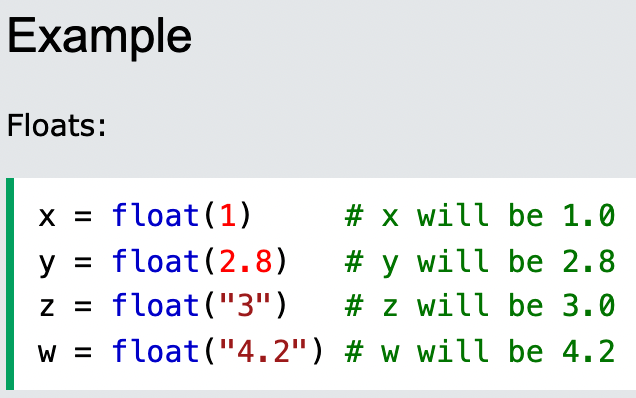 Example
Floats:
x = float(1)     # x will be 1.0
y = float(2.8)   # y will be 2.8
z = float("3")   # z will be 3.0
w = float("4.2") # w will be 4.2